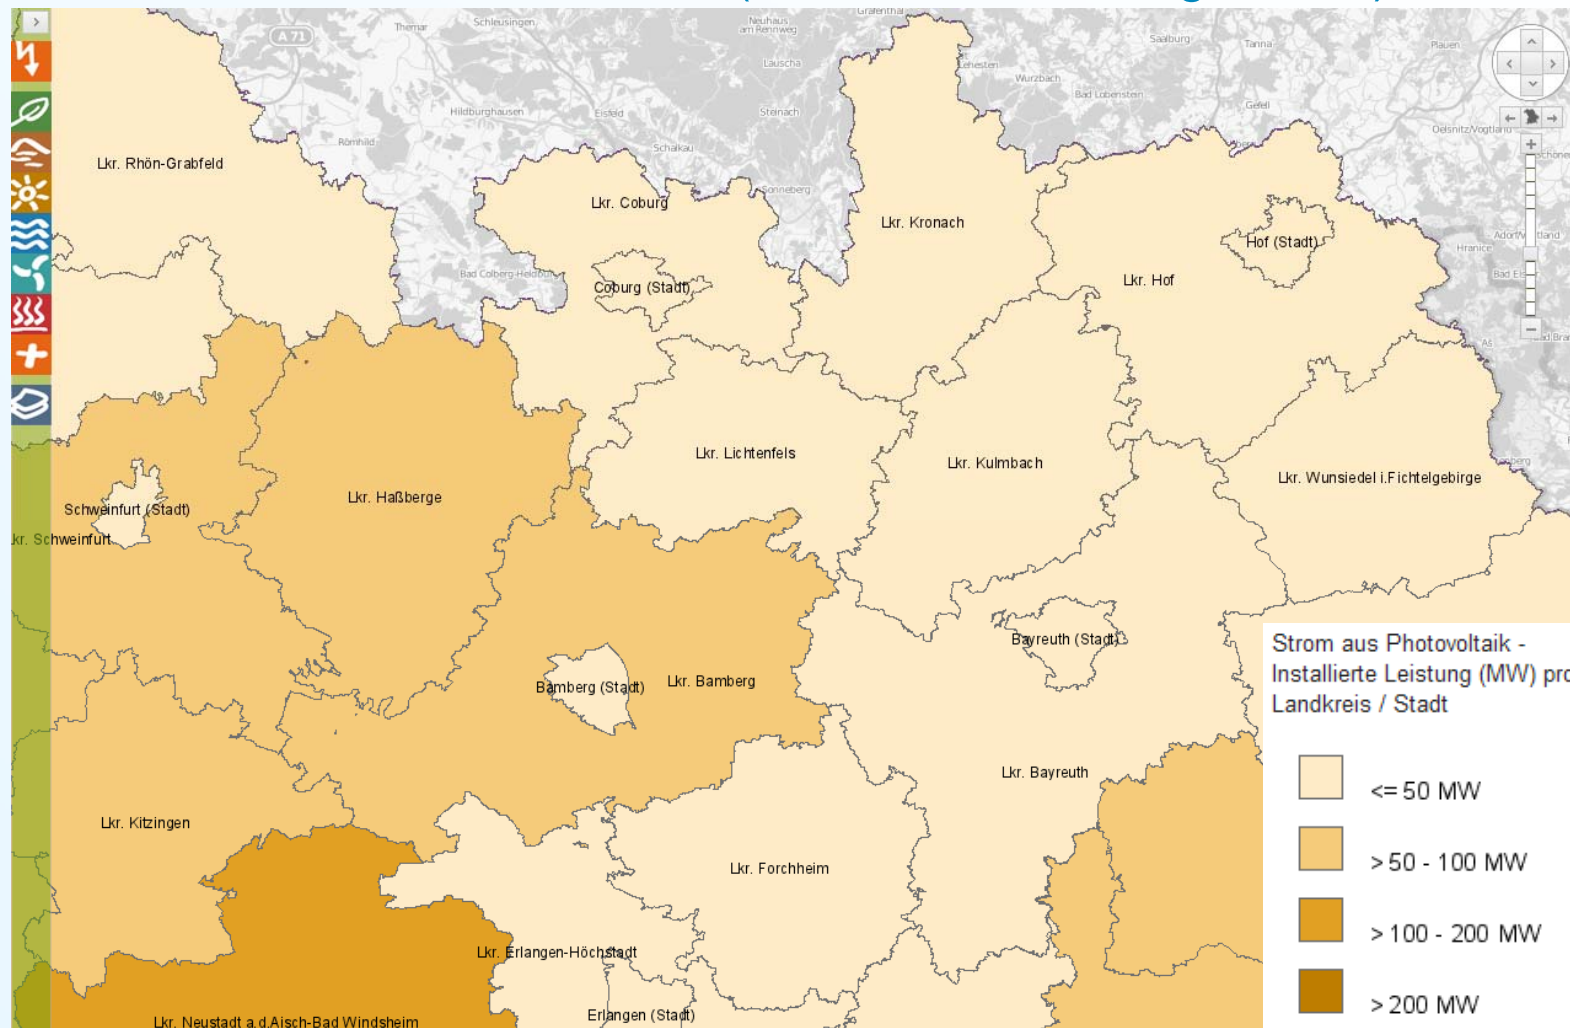 Grafenthal
Themar
Schleusingen
Neuhaus
am Rennweg
A 71
Saalburg
Tanna
Plauen
Lauscha
Lehesten
Wurzbach
Bad Lobenstein
Gefell
Hildburghausen
Eisfeld
Steinach
Oelsnitz/Vogtland
Römhild
Schalkau
Lkr. Rhön-Grabfeld
Sonneberg
Lkr. Coburg
Lkr. Kronach
Hof (Stadt)
Hranice
Bad Colberg-Heldburg
Coburg (Stadt)
Lkr. Hof
Aš
Lkr. Lichtenfels
Lkr. Kulmbach
Lkr. Wunsiedel i.Fichtelgebirge
Lkr. Haßberge
Schweinfurt (Stadt)
kr. Schweinfurt
Bayreuth (Stadt)
Strom aus Photovoltaik -
Installierte Leistung (MW) pro
Landkreis / Stadt
Bamberg (Stadt)
Lkr. Bamberg
Lkr. Bayreuth
<= 50 MW
Lkr. Kitzingen
> 50 - 100 MW
Lkr. Forchheim
> 100 - 200 MW
Lkr. Erlangen-Höchstadt
> 200 MW
Erlangen (Stadt)
Lkr. Neustadt a.d.Aisch-Bad Windsheim